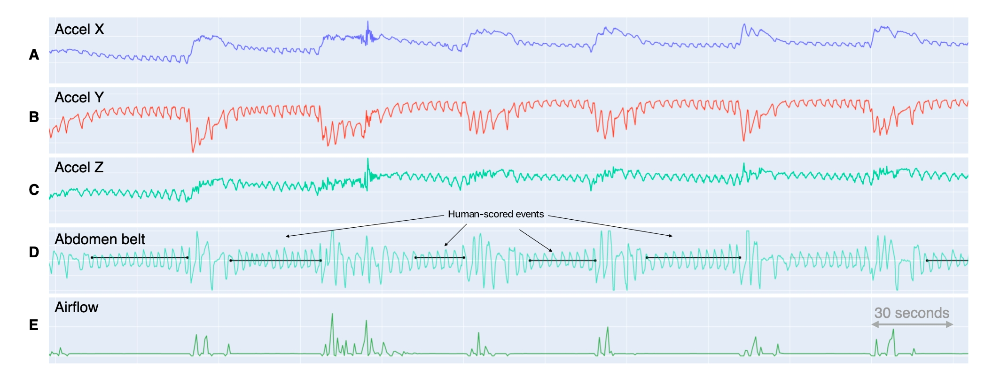 Accel X
A
Accel Y
B
Accel Z
C
Human-scored events
Abdomen belt
D
Airflow
E
30 seconds